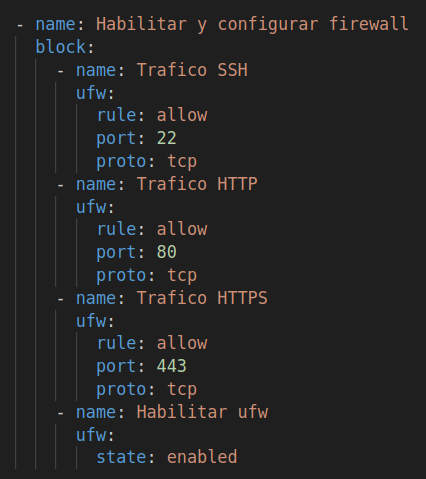 - name: Habilitar y configurar firewall
  block:
    - name: Trafico SSH
      ufw:
        rule: allow
        port: 22
        proto: tcp
    - name: Trafico HTTP
      ufw:
        rule: allow
        port: 80
        proto: tcp
    - name: Trafico HTTPS
      ufw:
        rule: allow
        port: 443
        proto: tcp
    - name: Habilitar ufw
      ufw:
        state: enabled